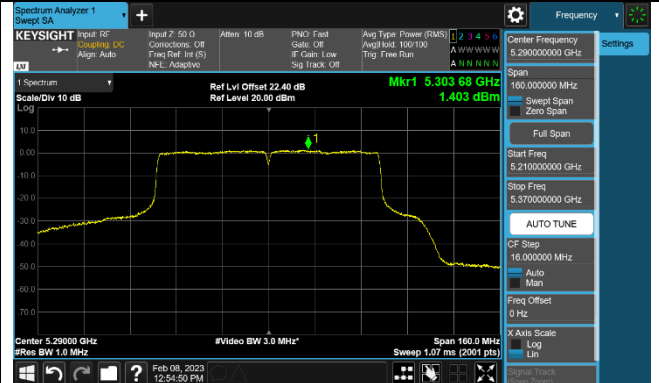 Spectrum Analyzer 1
Swept SA
+
Frequency
KEYSIGHT
LXI
Input: RF
Coupling: DC
Align: Auto
Input Z: 50 Ω
Corrections: Off
Freq Ref: Int (S)
NFE: Adaptive
Atten: 10 dB
PNO: Fast
Gate: Off
IF Gain: Low
Sig Track: Off
Avg Type: Power (RMS)
Avg|Hold: 100/100
Trig: Free Run
1 2 3 4 5 6
A W W W W W
A N N N N N
1 Spectrum
Scale/Div 10 dB
Log
Ref Lvl Offset 22.40 dB
Ref Level 20.00 dBm
Mkr1 5.303 68 GHz
1.403 dBm
1
10.0
0.00
-10.0
-20.0
-30.0
-40.0
-50.0
-60.0
-70.0
Center 5.29000 GHz
#Res BW 1.0 MHz
#Video BW 3.0 MHz*
Span 160.0 MHz
Sweep 1.07 ms (2001 pts)
Feb 08, 2023
12:54:50 PM
?
Center Frequency
5.290000000 GHz
Settings
Span
160.000000 MHz
Swept Span
Zero Span
Full Span
Start Freq
5.210000000 GHz
Stop Freq
5.370000000 GHz
AUTO TUNE
CF Step
16.000000 MHz
Auto
Man
Freq Offset
0 Hz
X Axis Scale
Log
Lin
Signal Track
(Span Zoom)